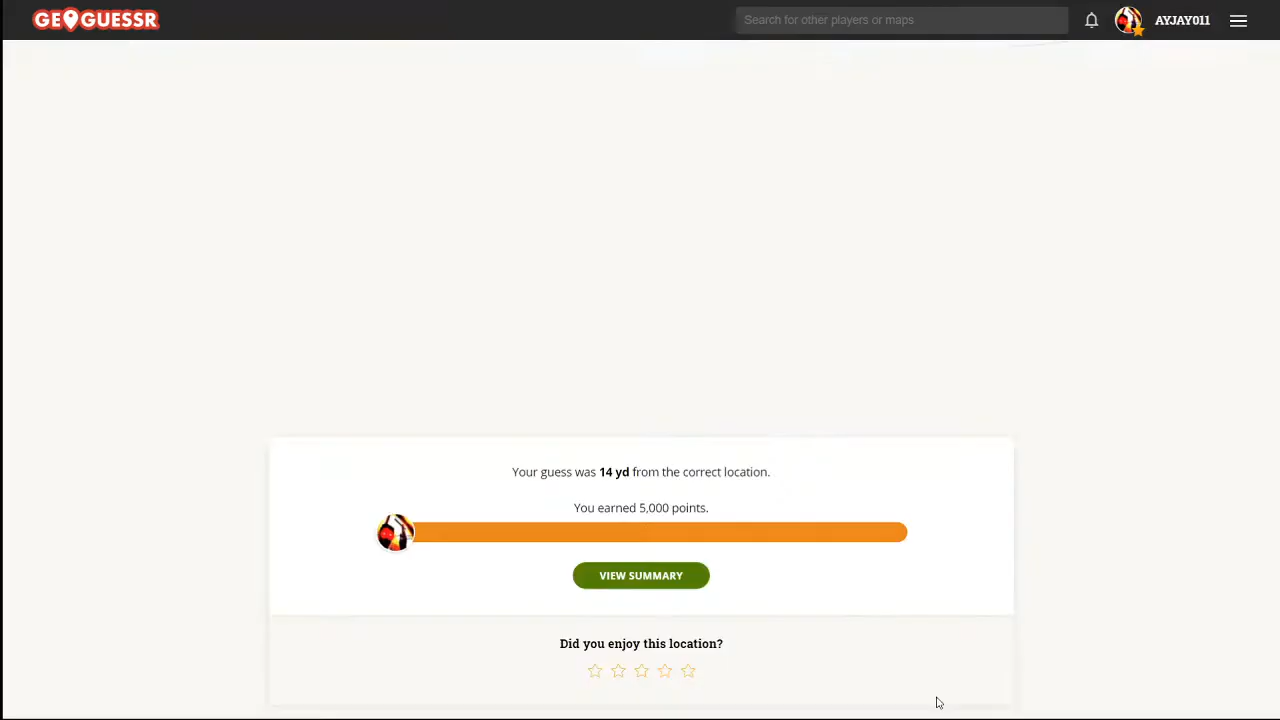 GEOGUESSR
Search for other players or maps
AYJAY011
Your guess was 14 yd from the correct location.
You earned 5,000 points.
VIEW SUMMARY
Did you enjoy this location?